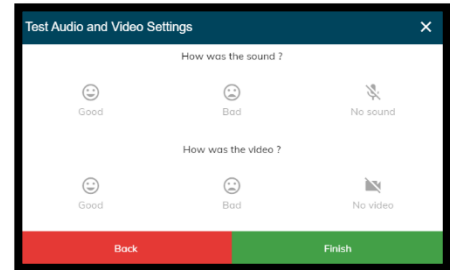 Test Audio and Video Settings
How was the sound ?
Good Bad No sound
How was the video ?
Good Bad No video
Back Finish